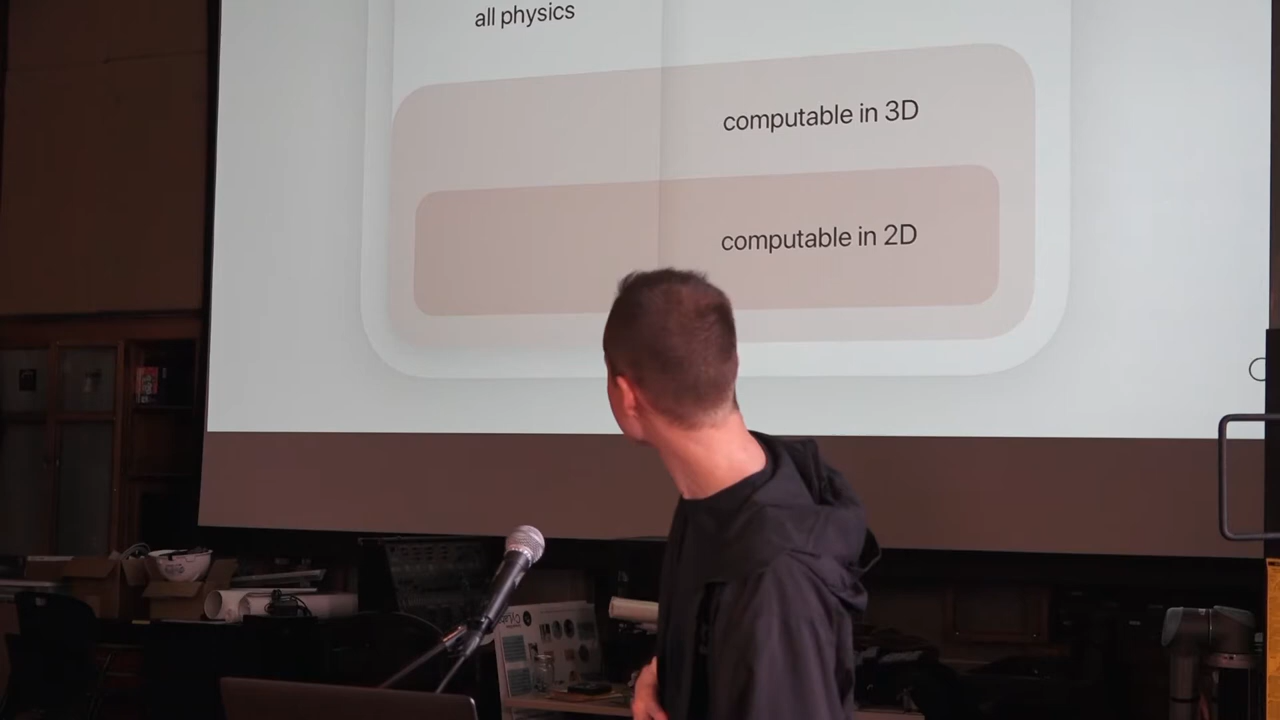 all physics
computable in 3D
computable in 2D